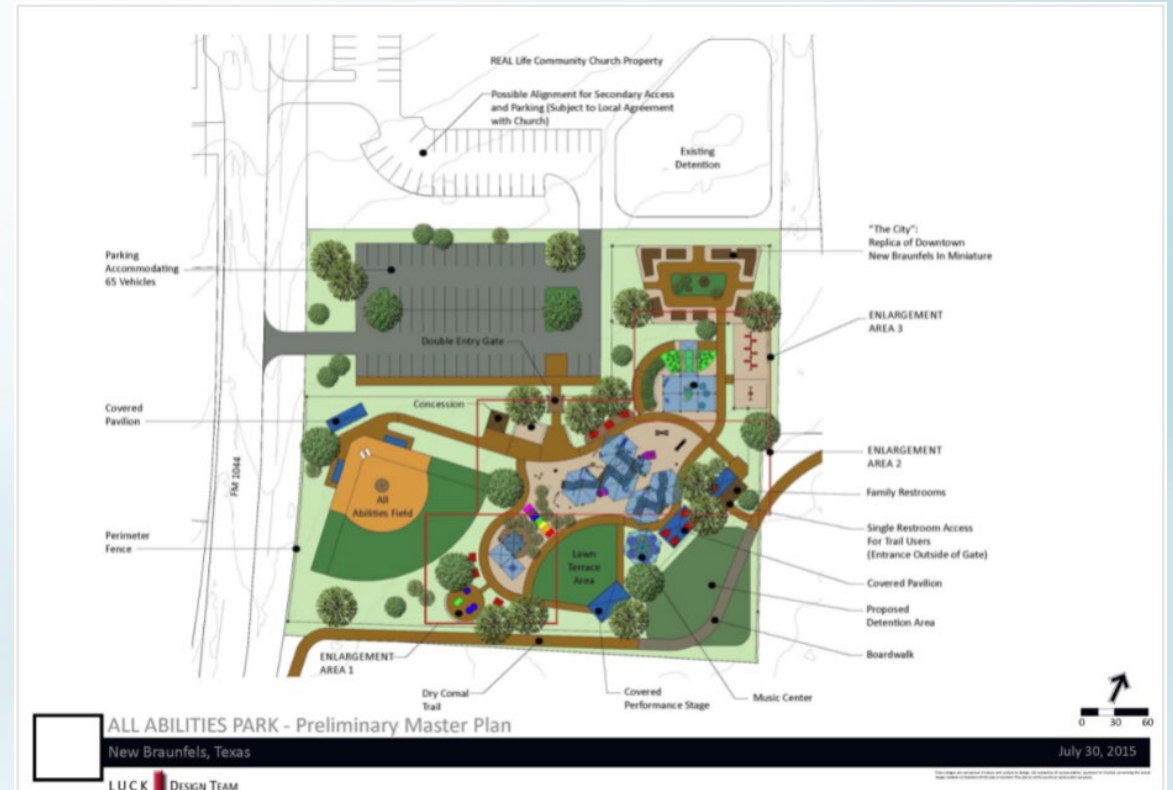 REAL Life Community Church Property
Possible Alignment for Secondary Access
and Parking (Subject to Local Agreement
with Church)
Existing
Detention
"The City":
Replica of Downtown
New Braunfels In Miniature
Parking
Accommodating
65 Vehicles
ENLARGEMENT
AREA 3
Double Entry Gate
Concession
Covered
Pavilion
ENLARGEMENT
AREA 2
FM 1044
All
Abilities Field
Family Restrooms
Single Restroom Access
For Trail Users
(Entrance Outside of Gate)
Perimeter
Fence
Lawn
Terrace
Area
Covered Pavilion
Proposed
Detention Area
Boardwalk
ENLARGEMENT
AREA 1
Dry Comal
Trail
Covered
Performance Stage
Music Center
0 30 60
ALL ABILITIES PARK - Preliminary Master Plan
New Braunfels, Texas
July 30, 2015
LUCK DESIGN TEAM